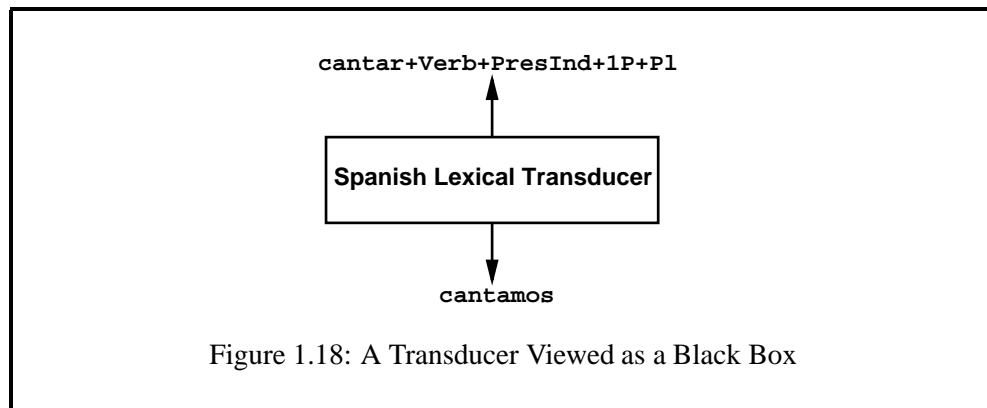 cantar+Verb+PresInd+1P+Pl
Spanish Lexical Transducer
cantamos
Figure 1.18: A Transducer Viewed as a Black Box